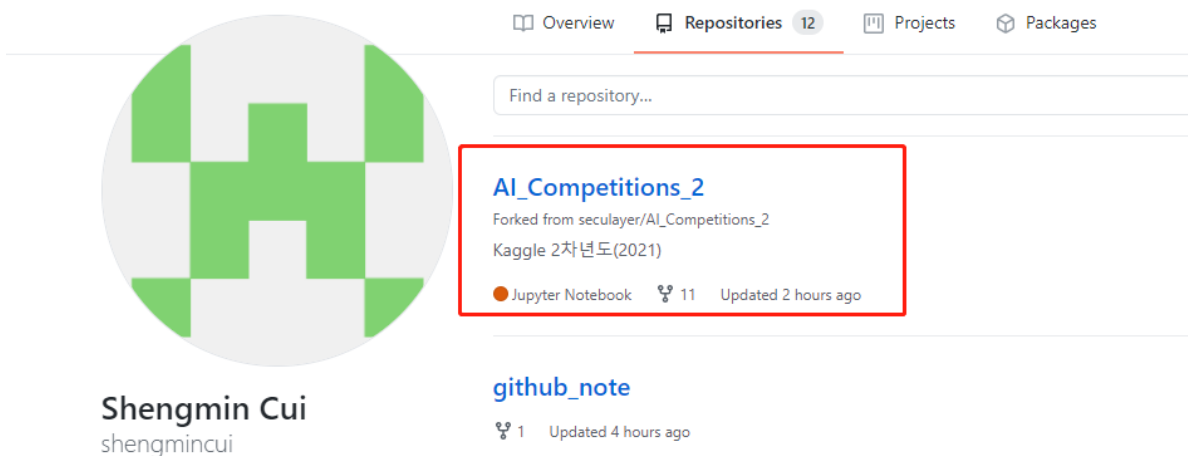 Overview Repositories 12 Projects Packages
Find a repository...
AI_Competitions_2
Forked from seculayer/AI_Competitions_2
Kaggle 2차년도(2021)
Jupyter Notebook 11 Updated 2 hours ago
github_note
1 Updated 4 hours ago
Shengmin Cui
shengmincui